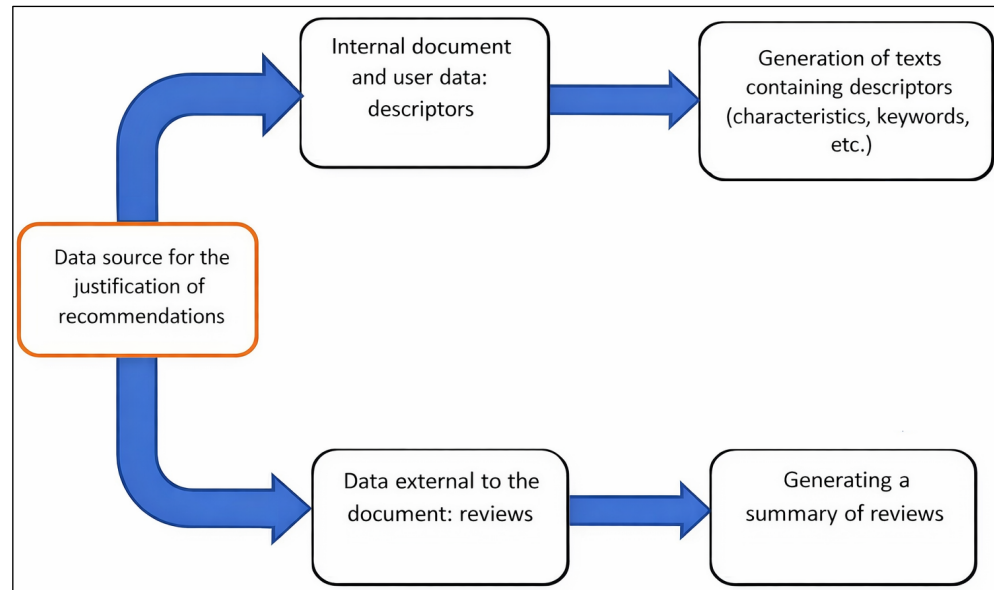 Internal document
and user data:
descriptors
Generation of texts
containing descriptors
(characteristics, keywords,
etc.)
Data source for the
justification of
recommendations
Data external to the
document: reviews
Generating a
summary of reviews